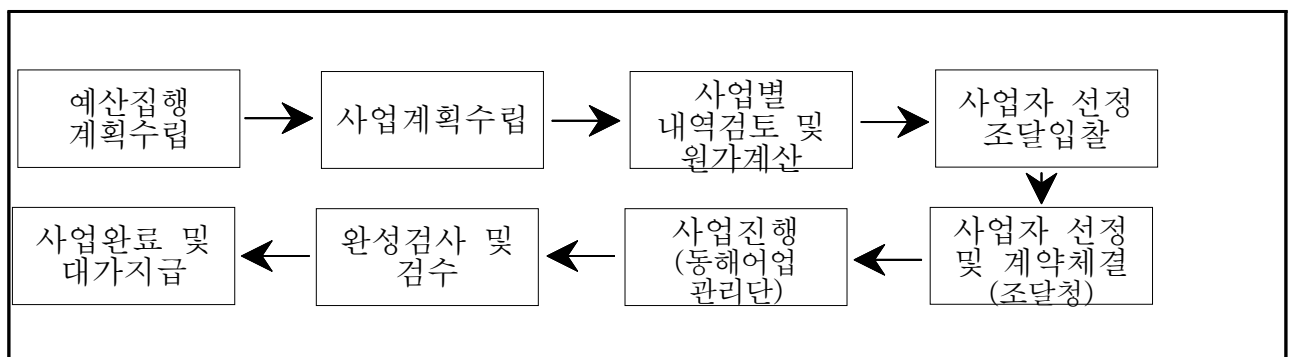 예산집행
계획수립
사업계획수립
사업별
내역검토 및
원가계산
사업자 선정
조달입찰
사업자 선정
및 계약체결
(조달청)
사업진행
(동해어업
관리단)
완성검사 및
검수
사업완료 및
대가지급